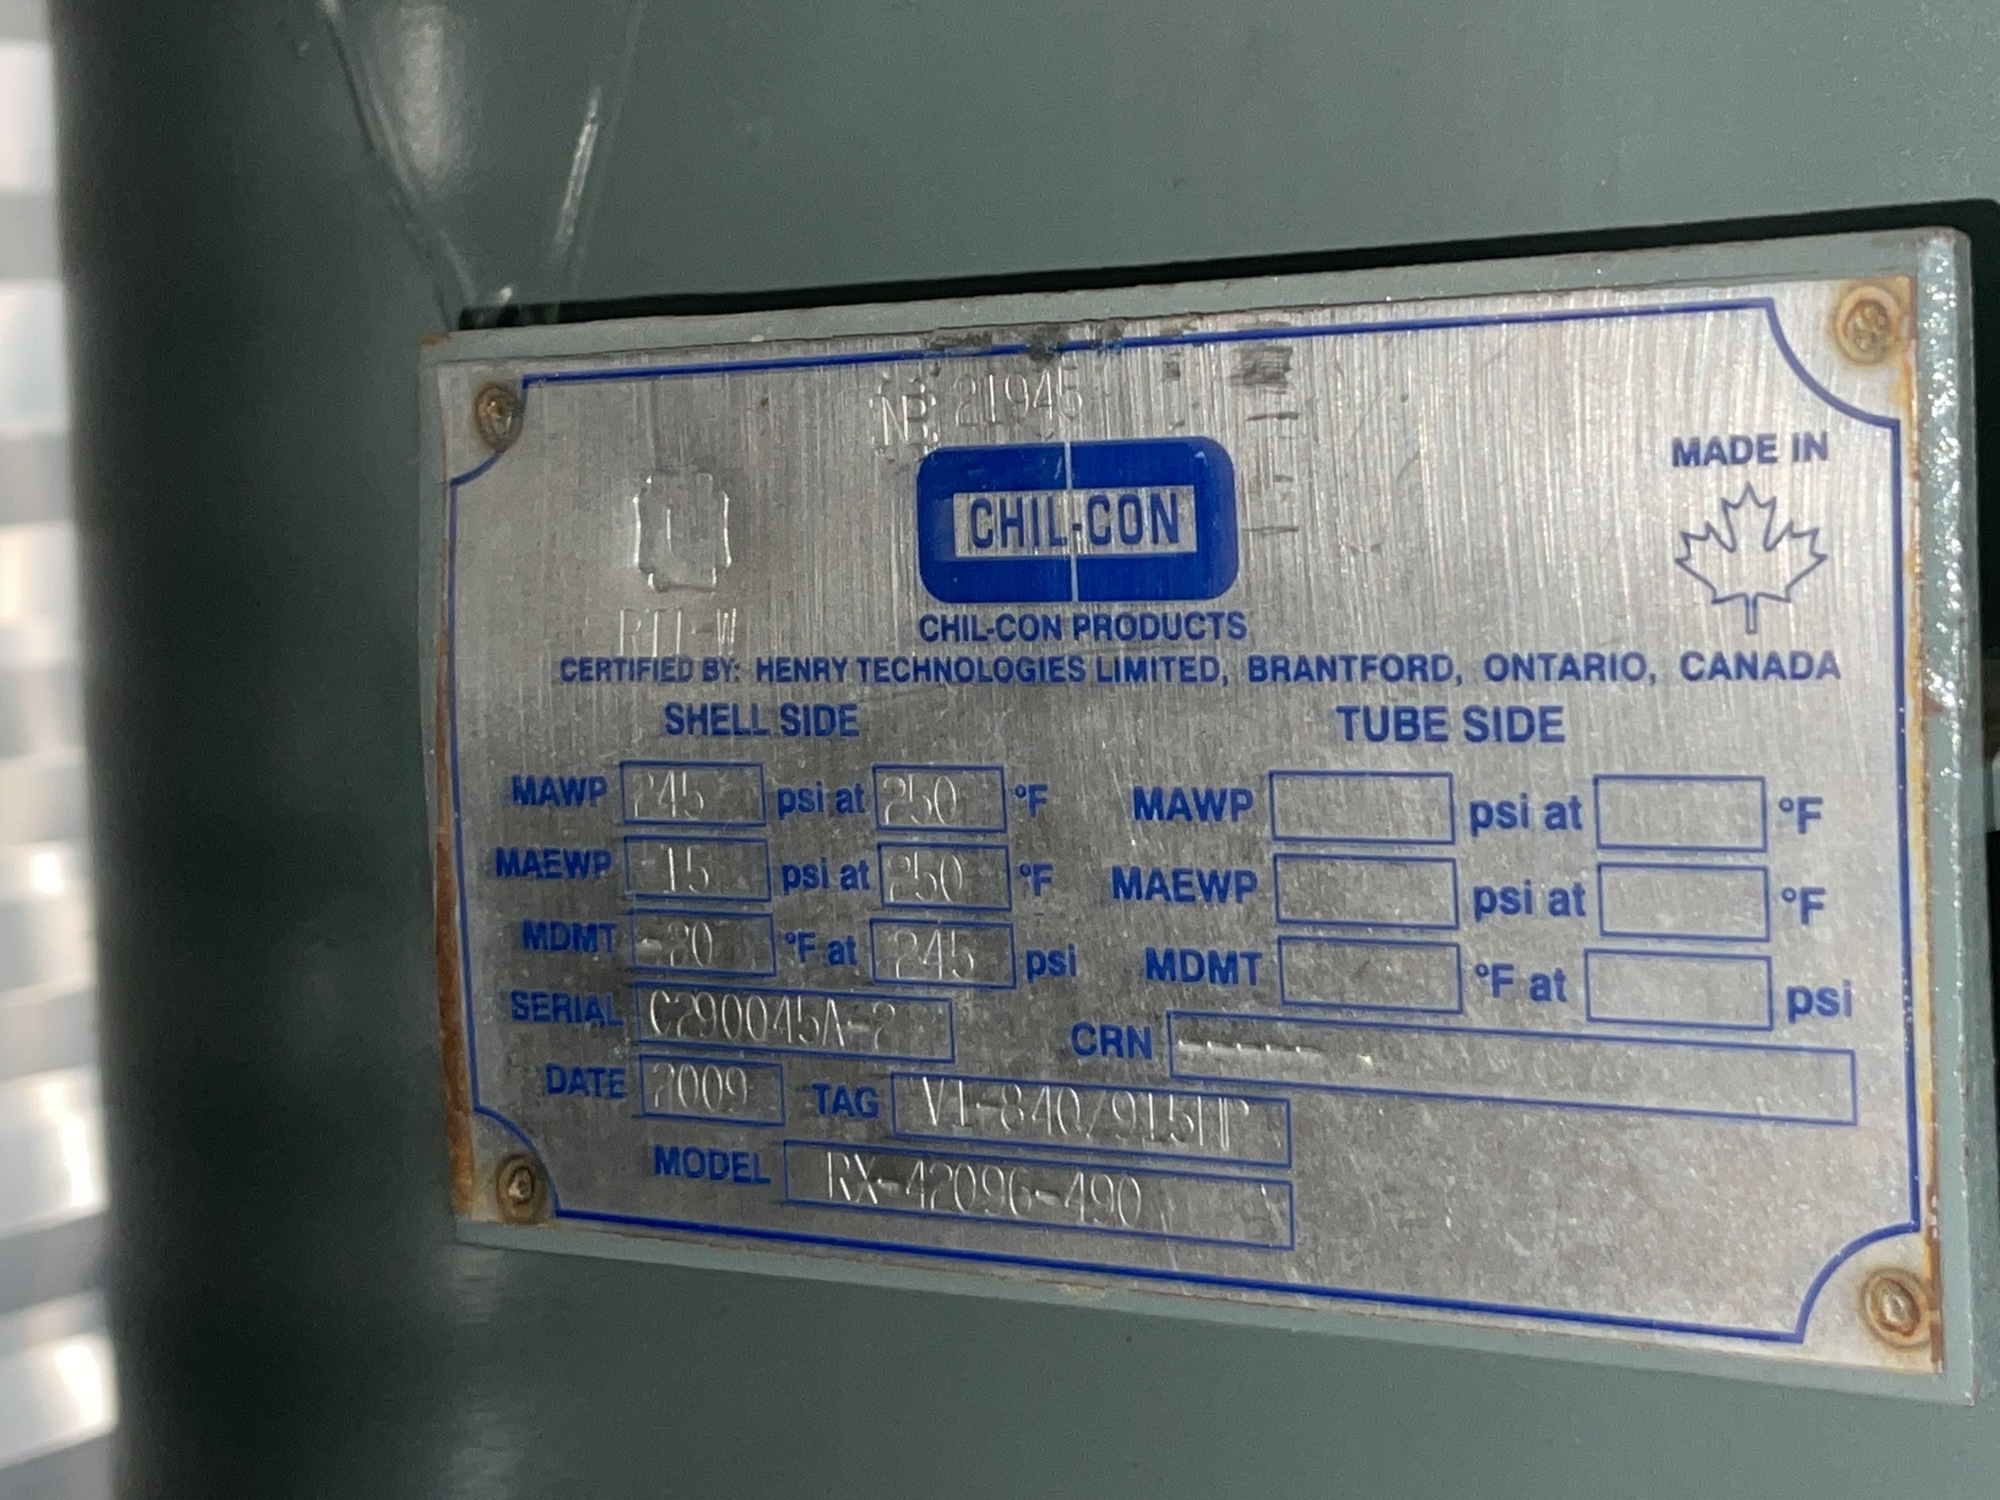 NB 21945
MADE IN
CHIL-CON
U
RT1-W
CHIL-CON PRODUCTS
CERTIFIED BY: HENRY TECHNOLOGIES LIMITED, BRANTFORD, ONTARIO, CANADA
SHELL SIDE TUBE SIDE
MAWP 245 psi at 250 °F MAWP psi at °F
MAEWP 15 psi at 250 °F MAEWP psi at °F
MDMT -20 °F at 245 psi MDMT °F at psi
SERIAL C290045A-2 CRN -----
DATE 2009 TAG V1-840/915HP
MODEL RX-42096-490